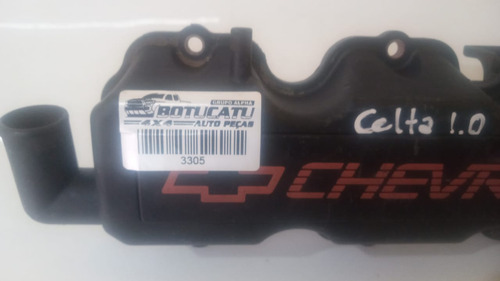 GRUPO ALPHA
BOTUCATU
4X4 AUTO PEÇAS
3305
Celta 1.0
CHEVR